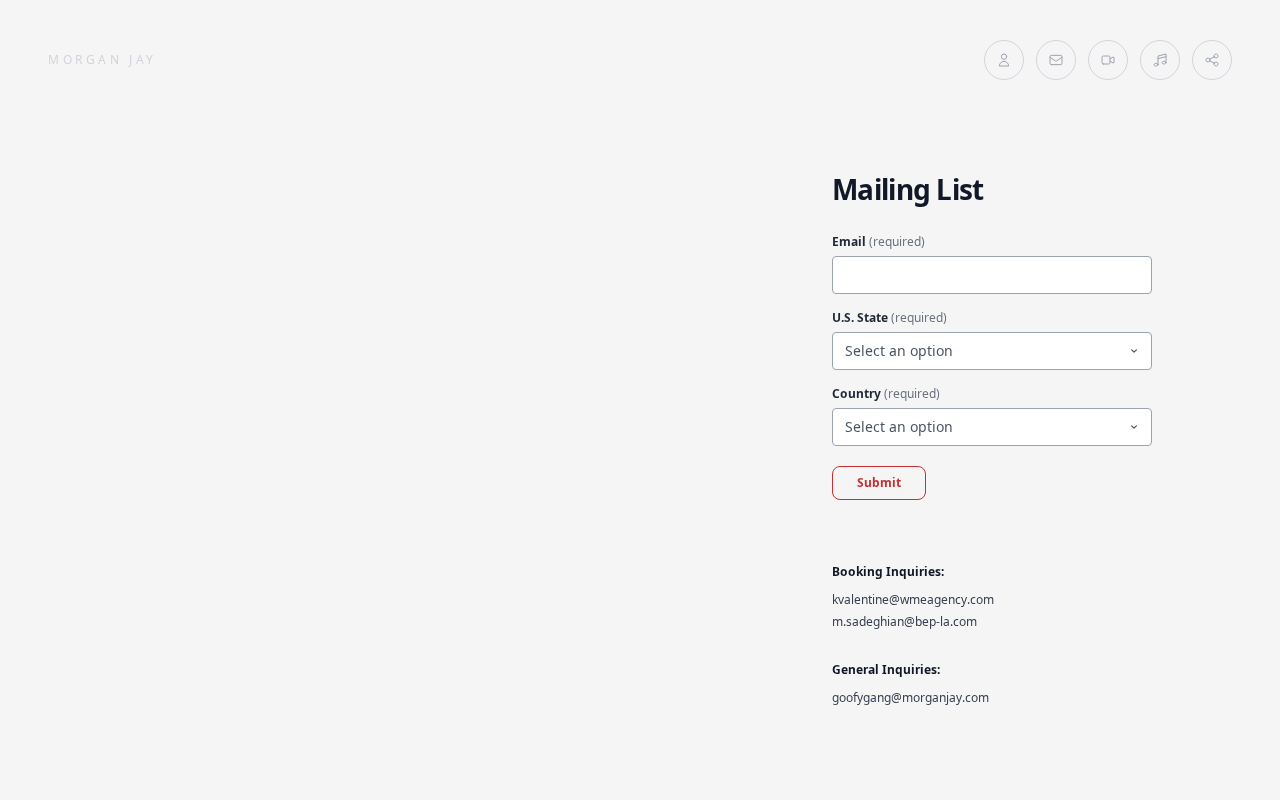 MORGAN JAY
Mailing List
Email (required)
U.S. State (required)
Select an option
Country (required)
Select an option
Submit
Booking Inquiries:
kvalentine@wmeagency.com
m.sadeghian@bep-la.com
General Inquiries:
goofygang@morganjay.com